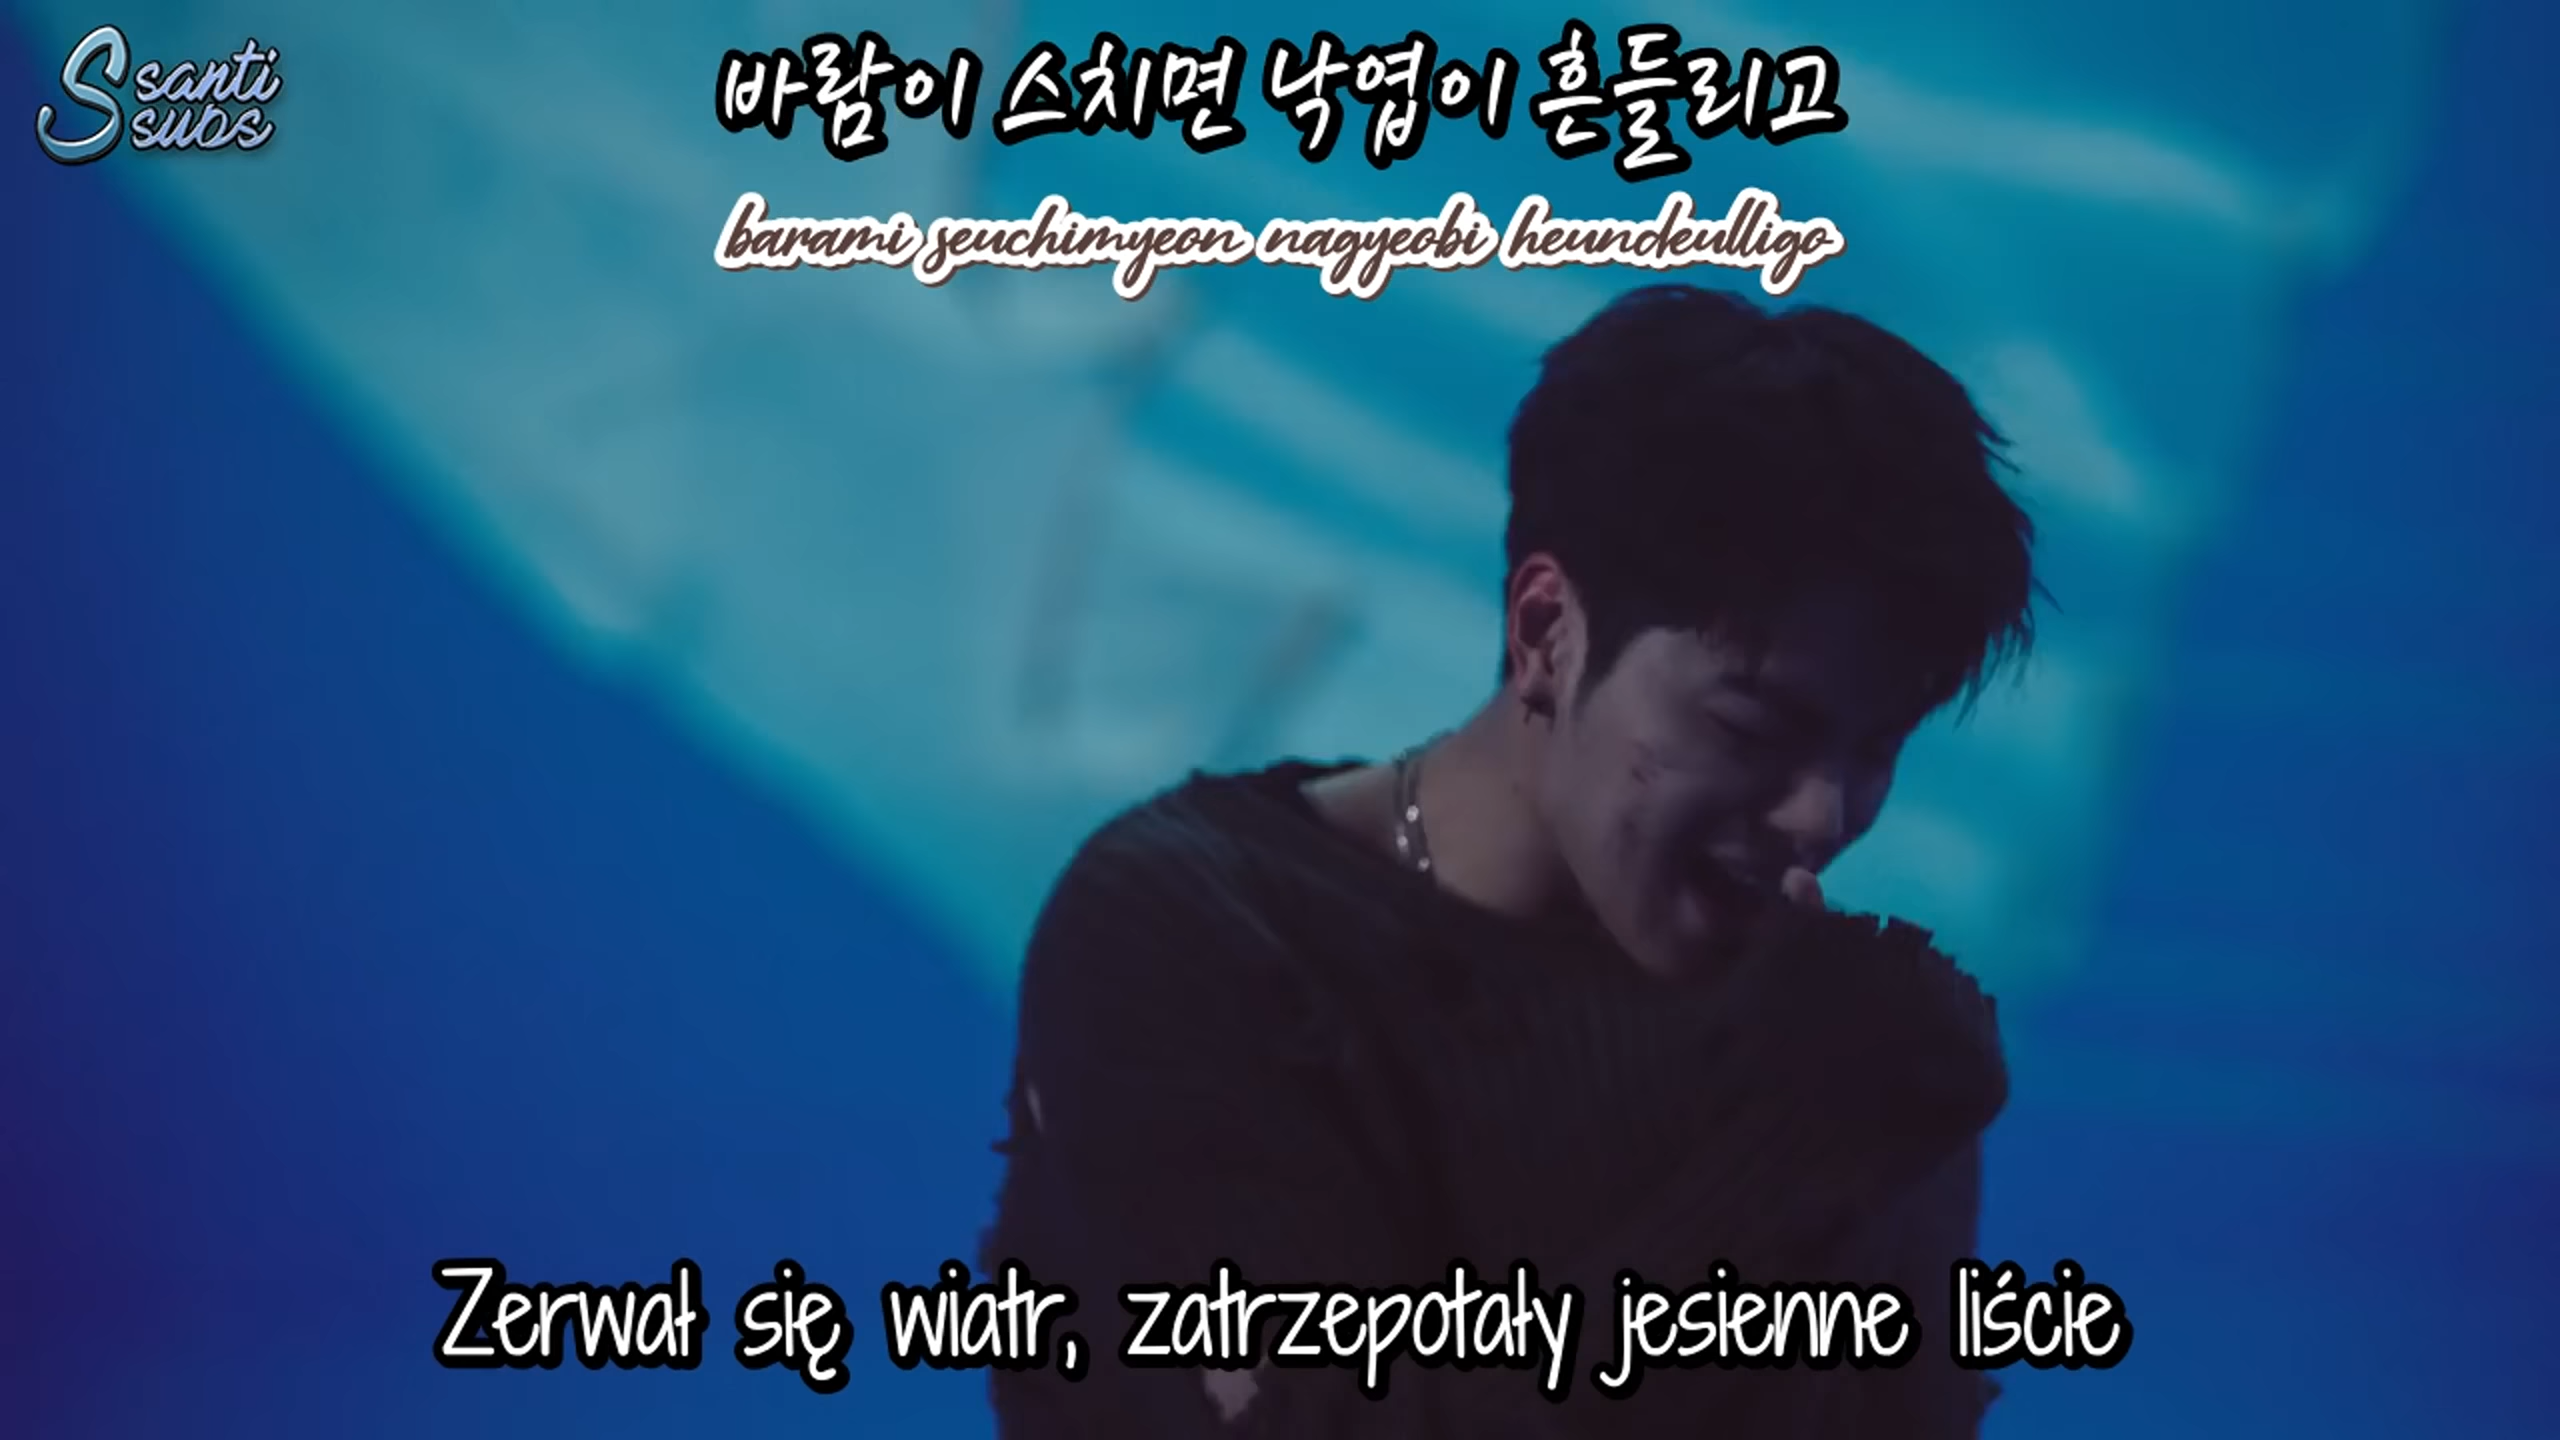 Ssanti
subs
바람이 스치면 낙엽이 흔들리고
barami seuchimyeon nagyeobi heundeulligo
Zerwał się wiatr, zatrzepotały jesienne liście